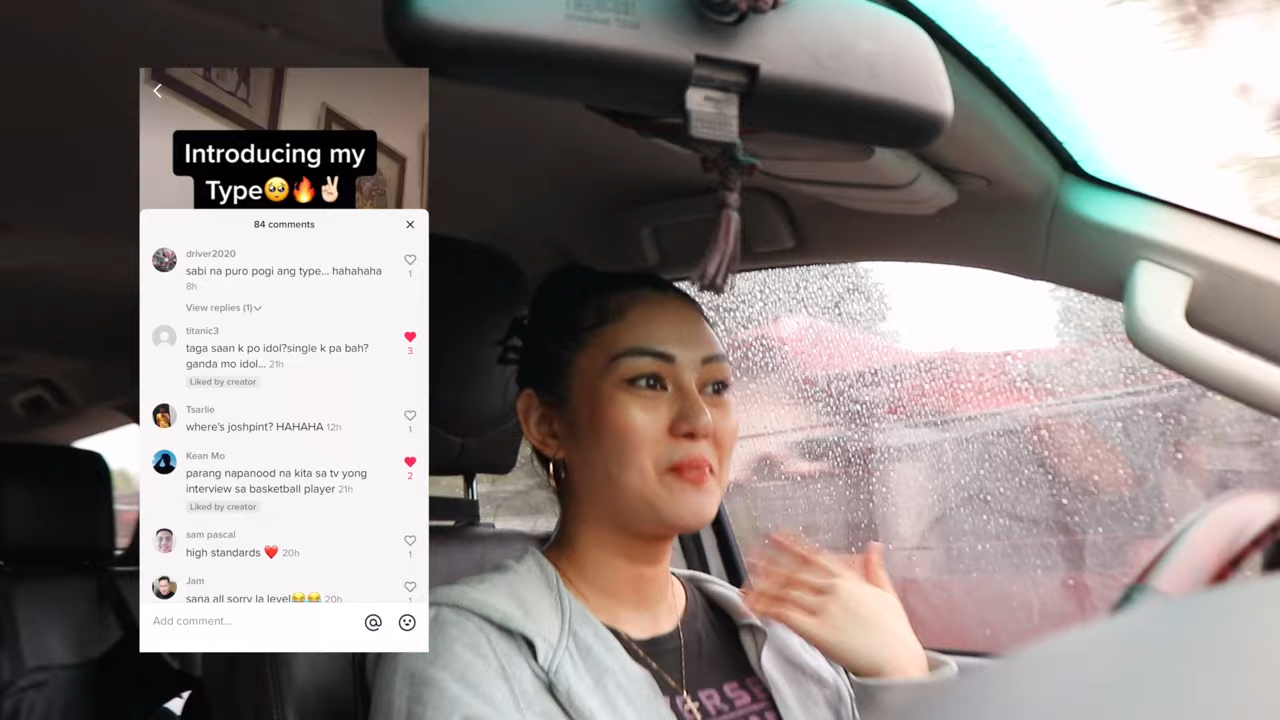 Introducing my
Type🥺🔥✌🏻
84 comments
driver2020
sabi na puro pogi ang type... hahahaha
1
8h
View replies (1)
titanic3
taga saan k po idol?single k pa bah?
3
ganda mo idol... 21h
Liked by creator
Tsarlie
where's joshpint? HAHAHA 12h
1
Kean Mo
parang napanood na kita sa tv yong
2
interview sa basketball player 21h
Liked by creator
sam pascal
high standards ❤️ 20h
1
Jam
sana all sorry la level😂😂 20h
1
Add comment...